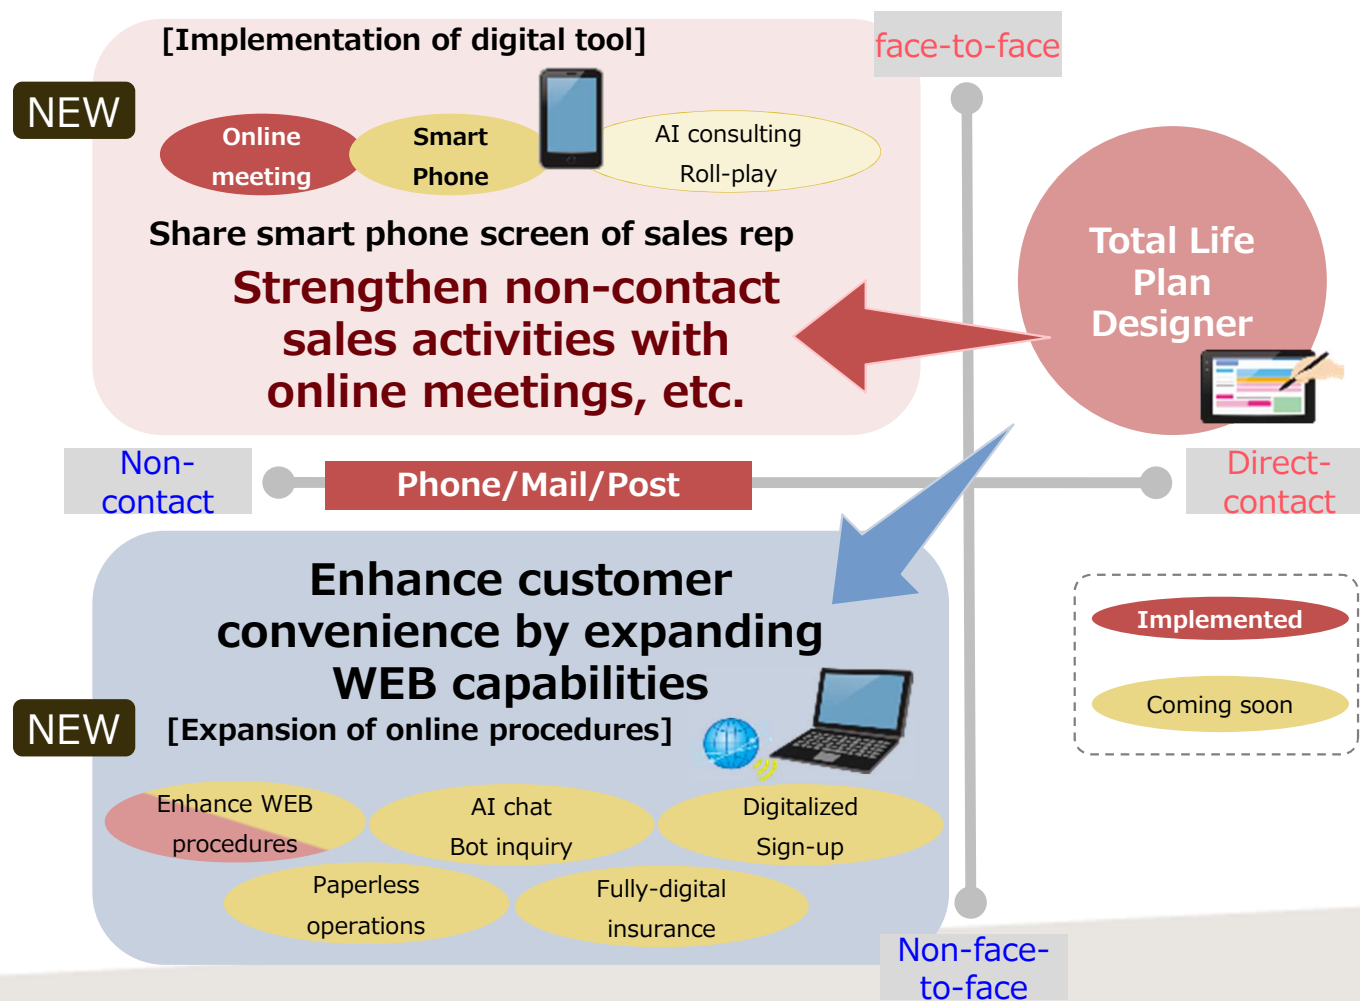 [Implementation of digital tool]
face-to-face
NEW
Online
meeting
Smart
Phone
AI consulting
Roll-play
Share smart phone screen of sales rep
Strengthen non-contact
sales activities with
online meetings, etc.
Total Life
Plan
Designer
Non-
contact
Phone/Mail/Post
Direct-
contact
Enhance customer
convenience by expanding
WEB capabilities
NEW
[Expansion of online procedures]
Implemented
Coming soon
Enhance WEB
procedures
AI chat
Bot inquiry
Digitalized
Sign-up
Paperless
operations
Fully-digital
insurance
Non-face-
to-face